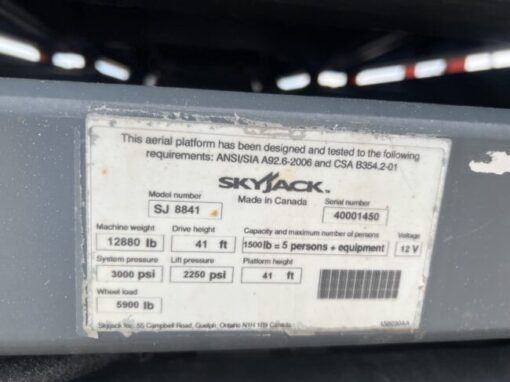 This aerial platform has been designed and tested to the following
requirements: ANSI/SIA A92.6-2006 and CSA B354.2-01
SKYJACK
Model number
SJ 8841
Made in Canada
Serial number
40001450
Machine weight
12880 lb
Drive height
41 ft
Capacity and maximum number of persons
1500 lb = 5 persons + equipment
Voltage
12 V
System pressure
3000 psi
Lift pressure
2250 psi
Platform height
41 ft
Wheel load
5900 lb
Skyjack Inc. 55 Campbell Road, Guelph, Ontario N1H 1B9 Canada